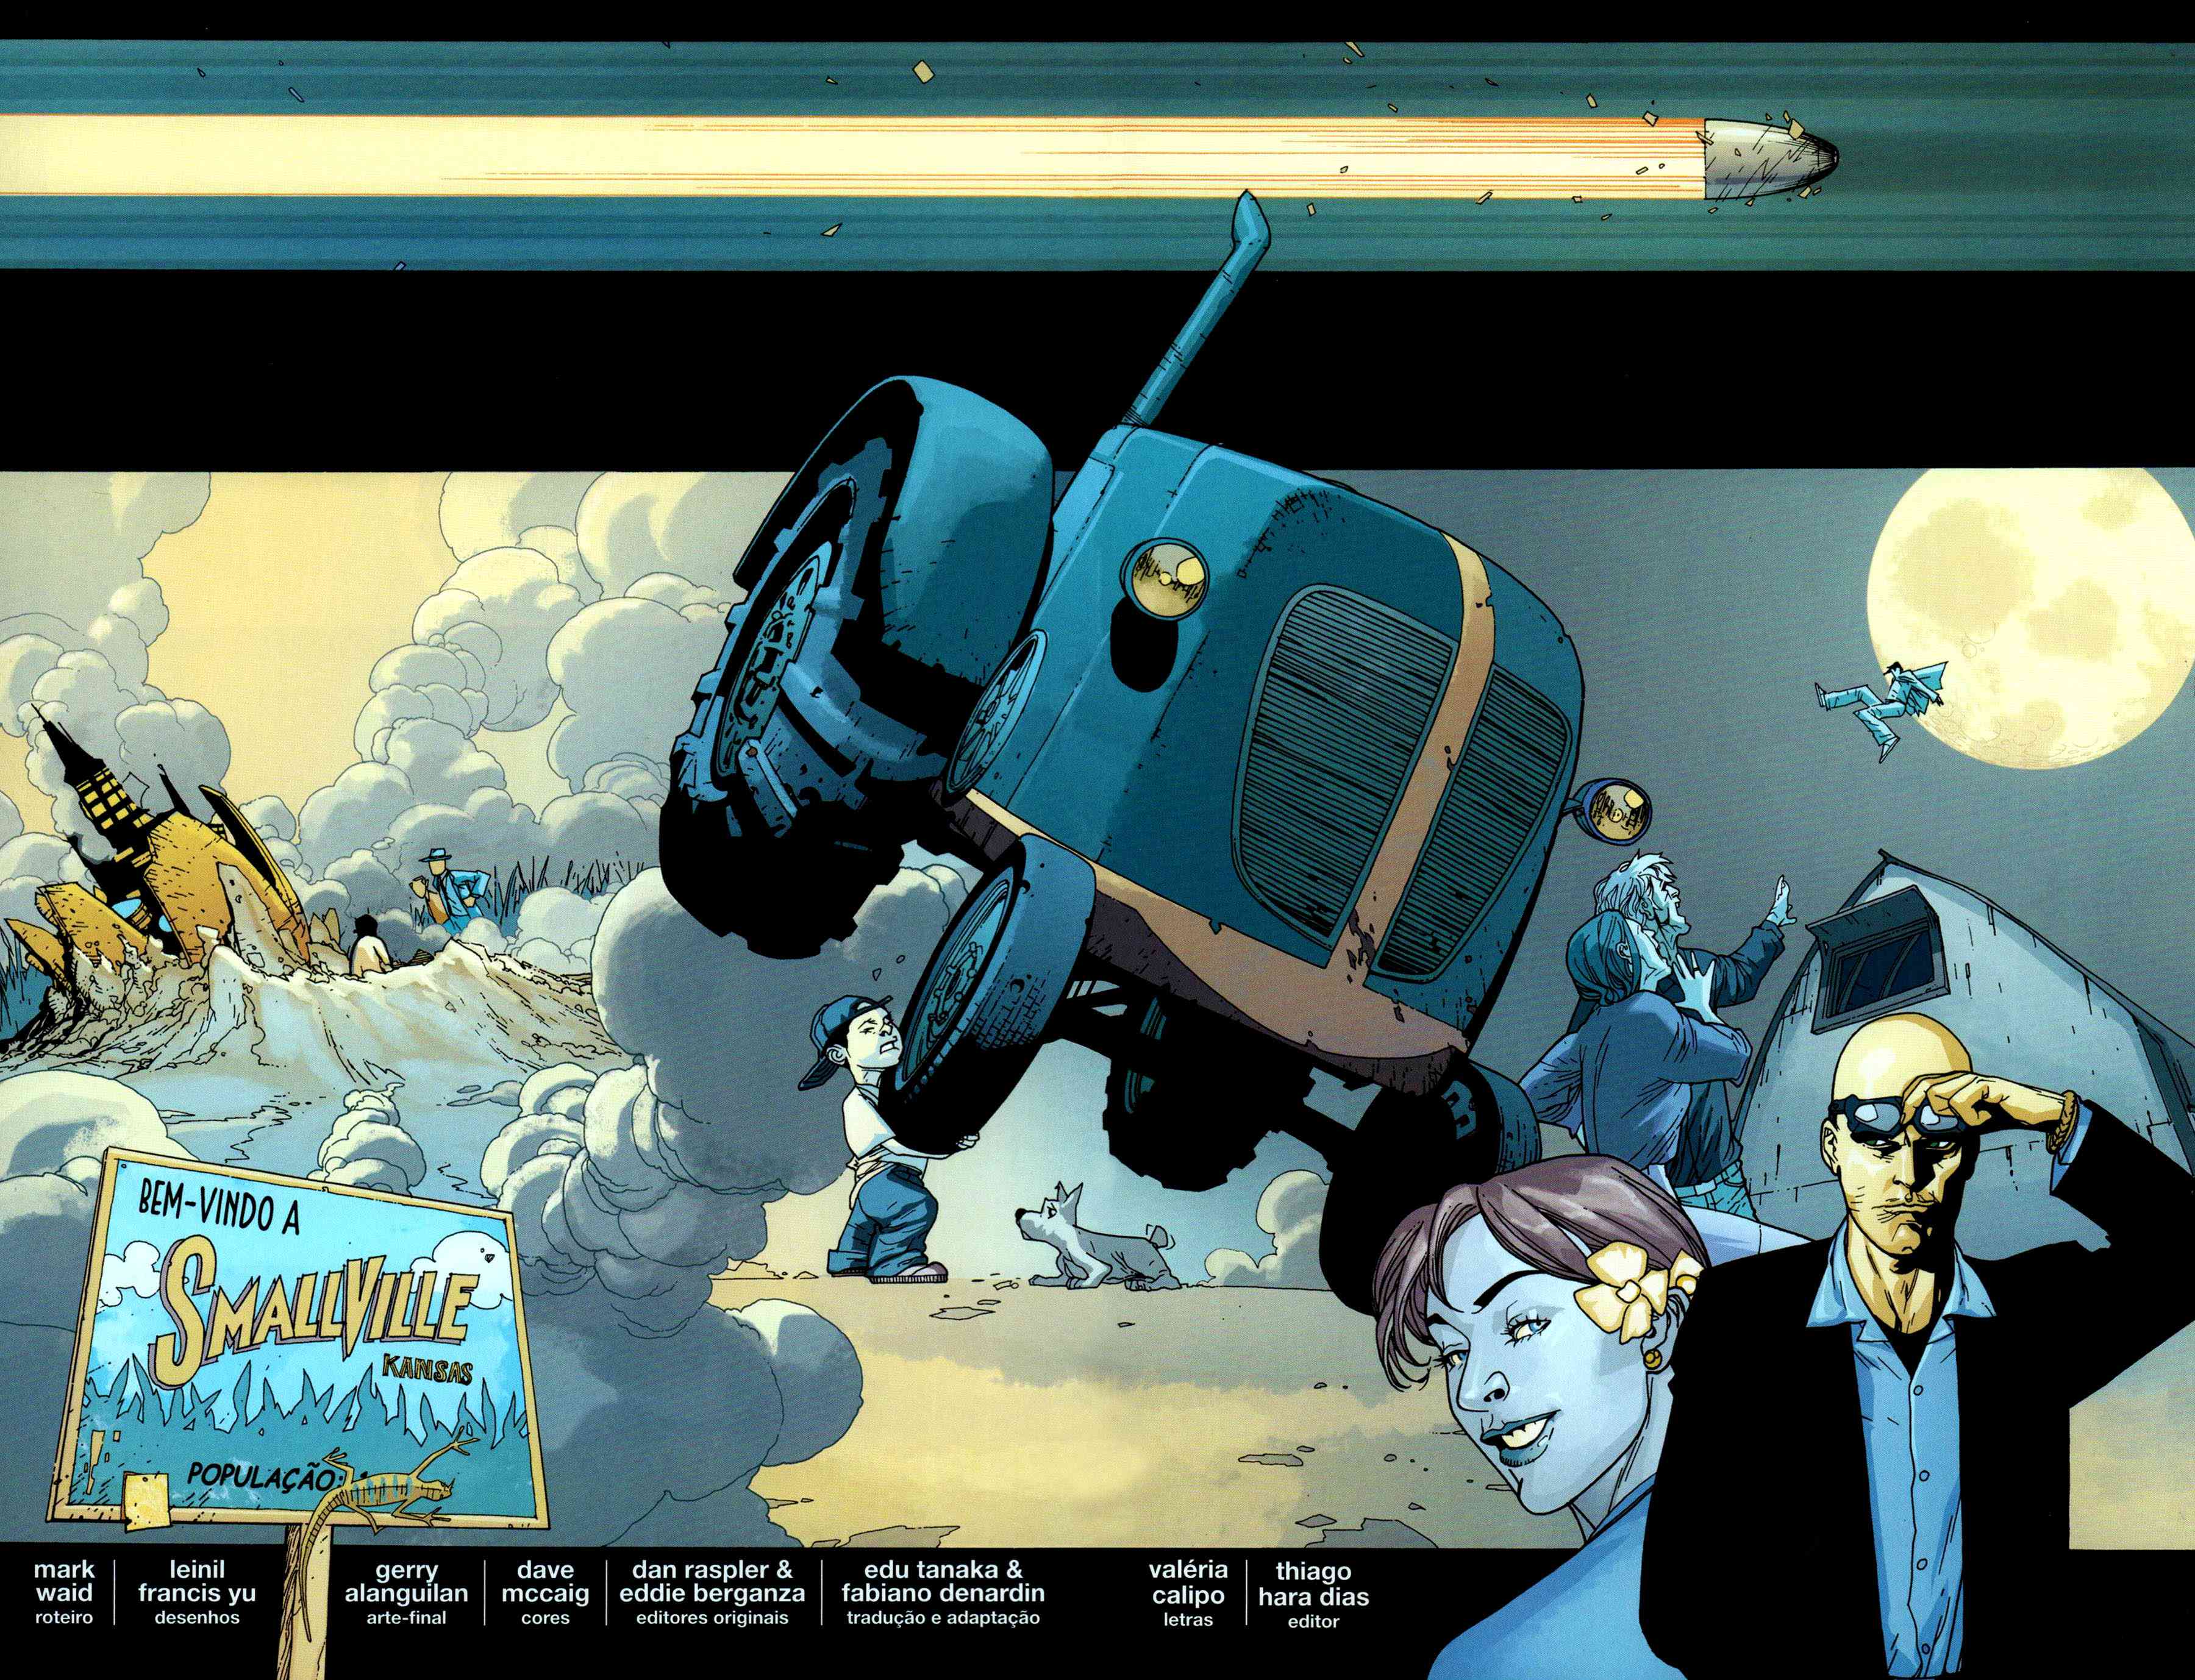 BEM-VINDO A
SMALLVILLE
KANSAS
POPULAÇÃO:
mark
waid
roteiro
leinil
francis yu
desenhos
gerry
alanguilan
arte-final
dave
mccaig
cores
dan raspler &
eddie berganza
editores originais
edu tanaka &
fabiano denardin
tradução e adaptação
valéria
calipo
letras
thiago
hara dias
editor